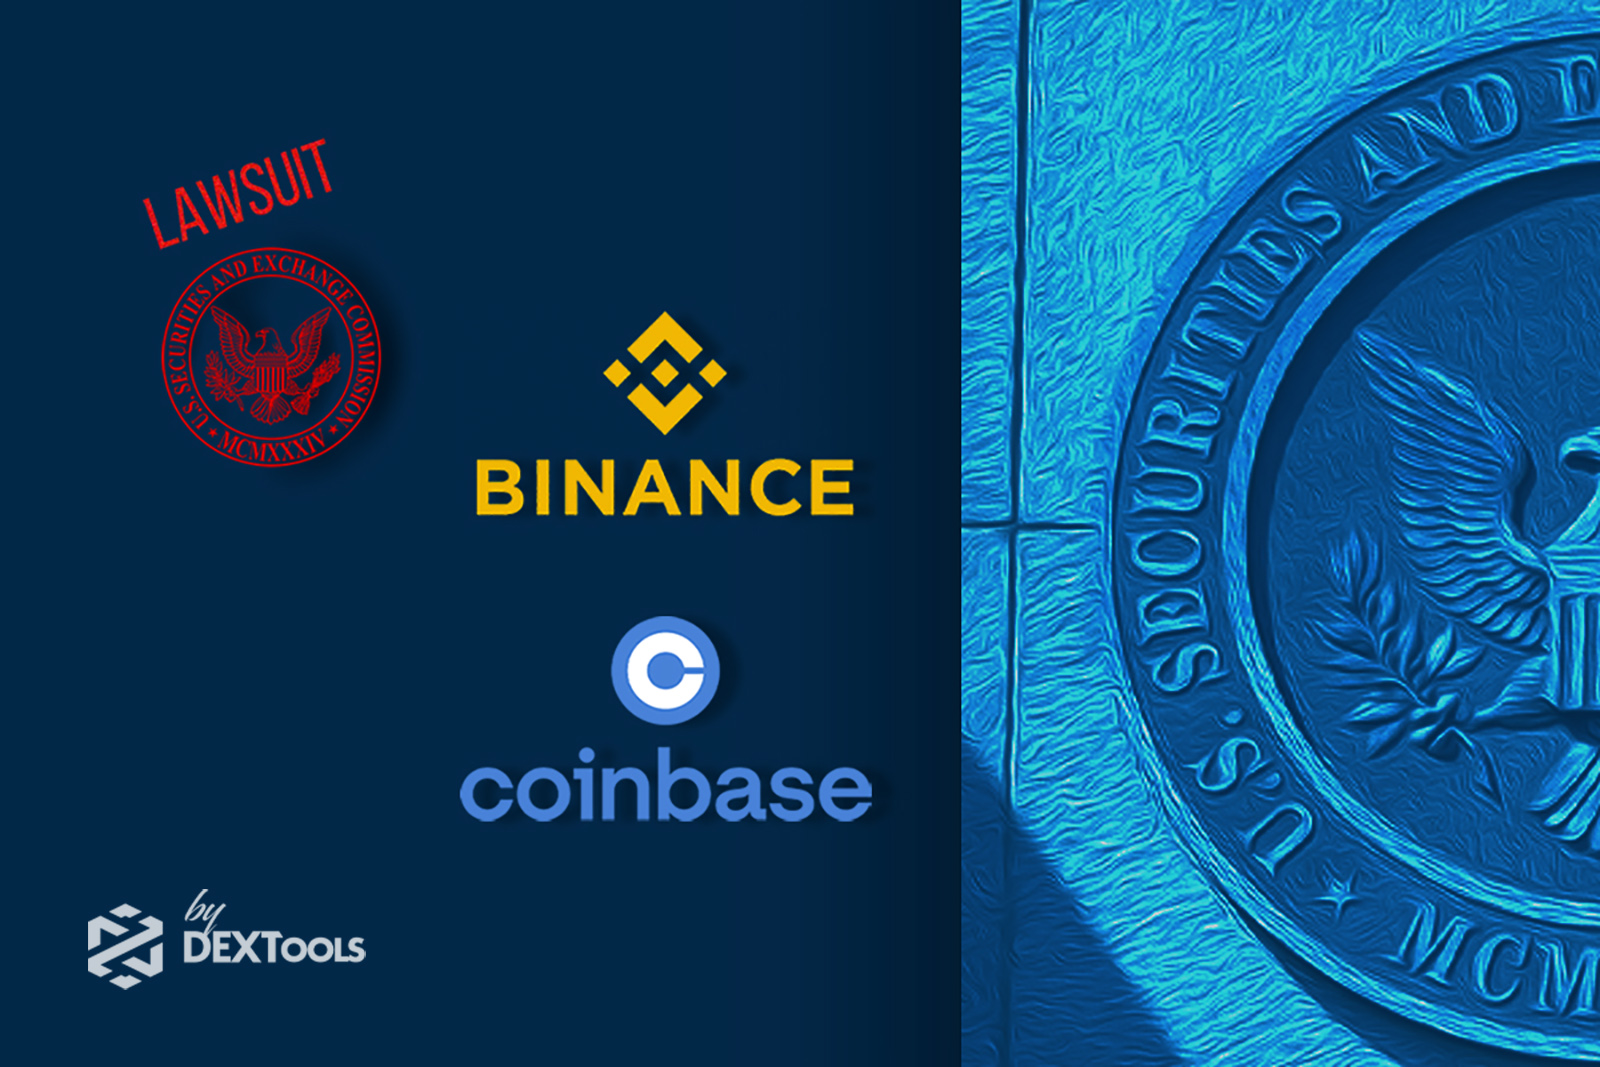 LAWSUIT
U.S. SECURITIES AND EXCHANGE COMMISSION
★ MCMXXXIV ★
BINANCE
coinbase
by
DEXTOOLS
U.S. SECURITIES AND E
MCM